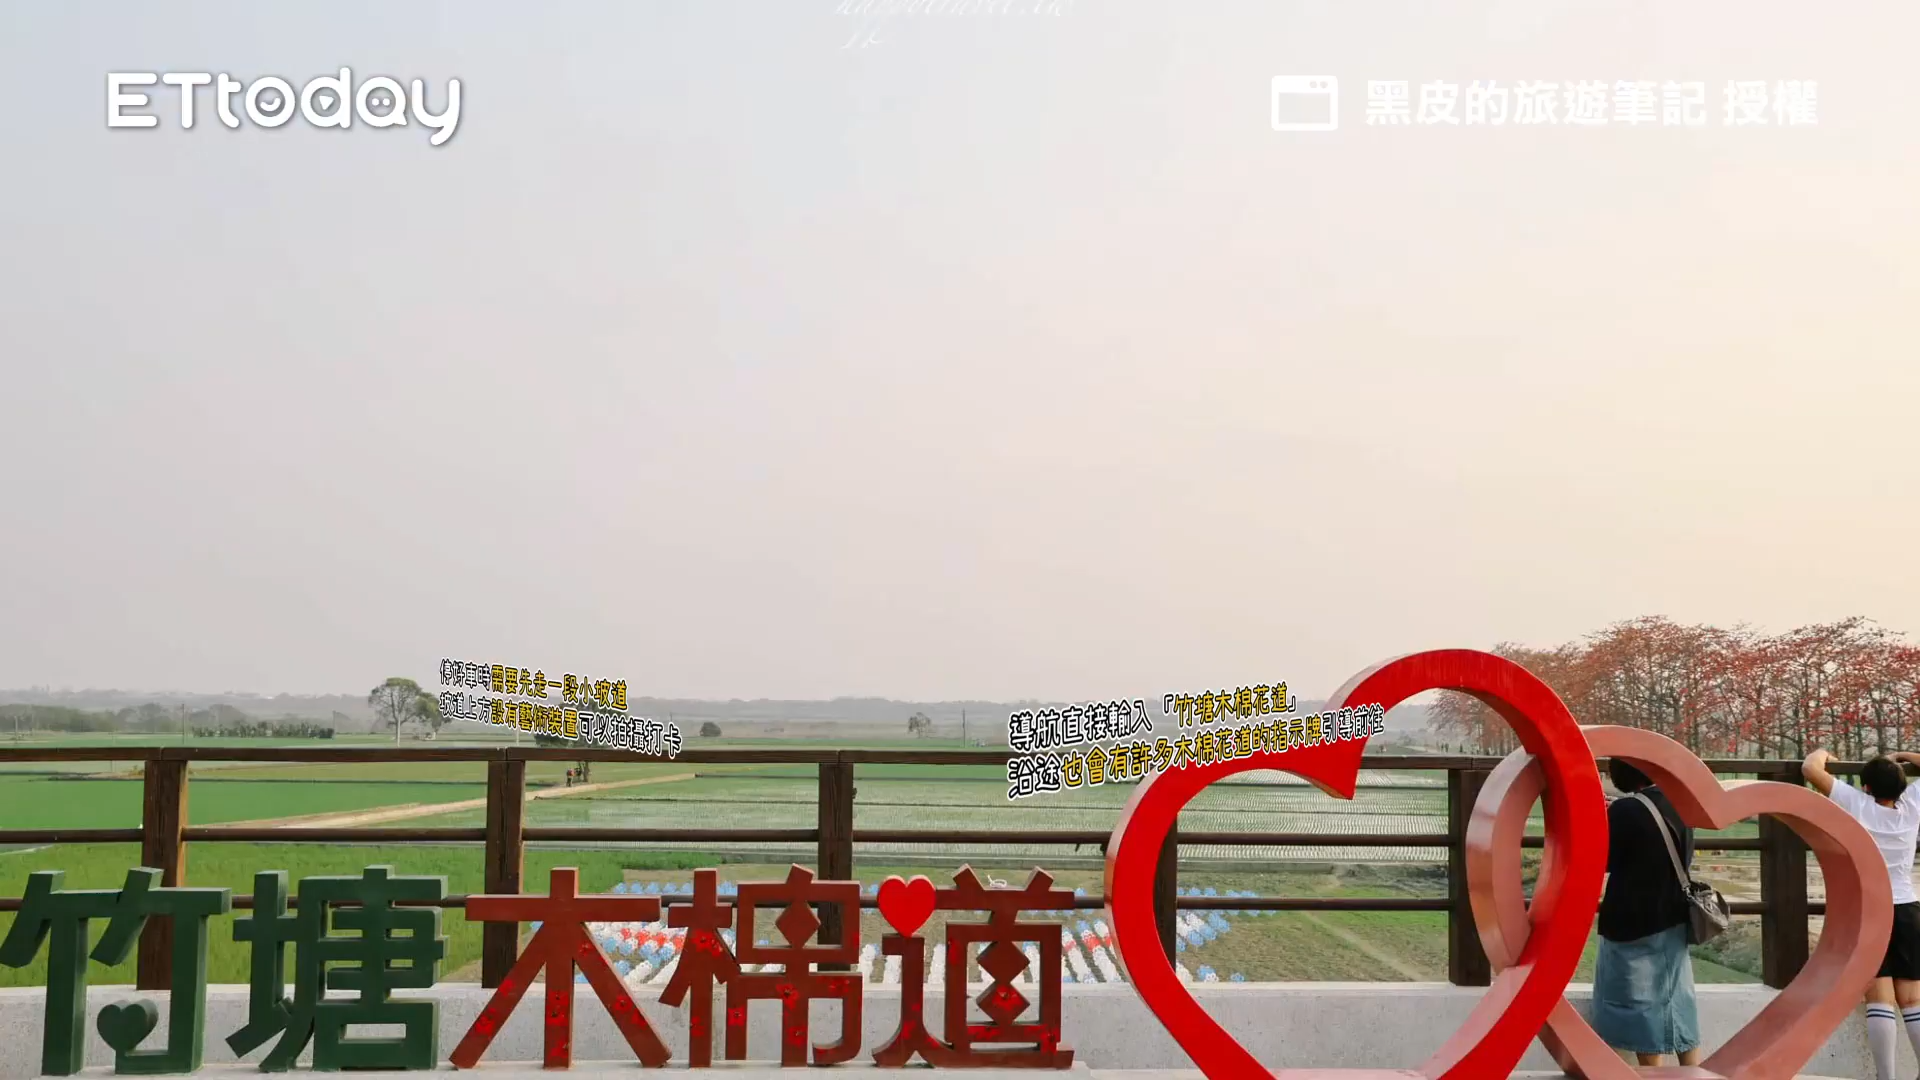 ETtoday
黑皮的旅遊筆記 授權
停好車時需要先走一段小坡道
坡道上方設有藝術裝置可以拍攝打卡
導航直接輸入「竹塘木棉花道」
沿途也會有許多木棉花道的指示牌引導前往
竹塘木棉道